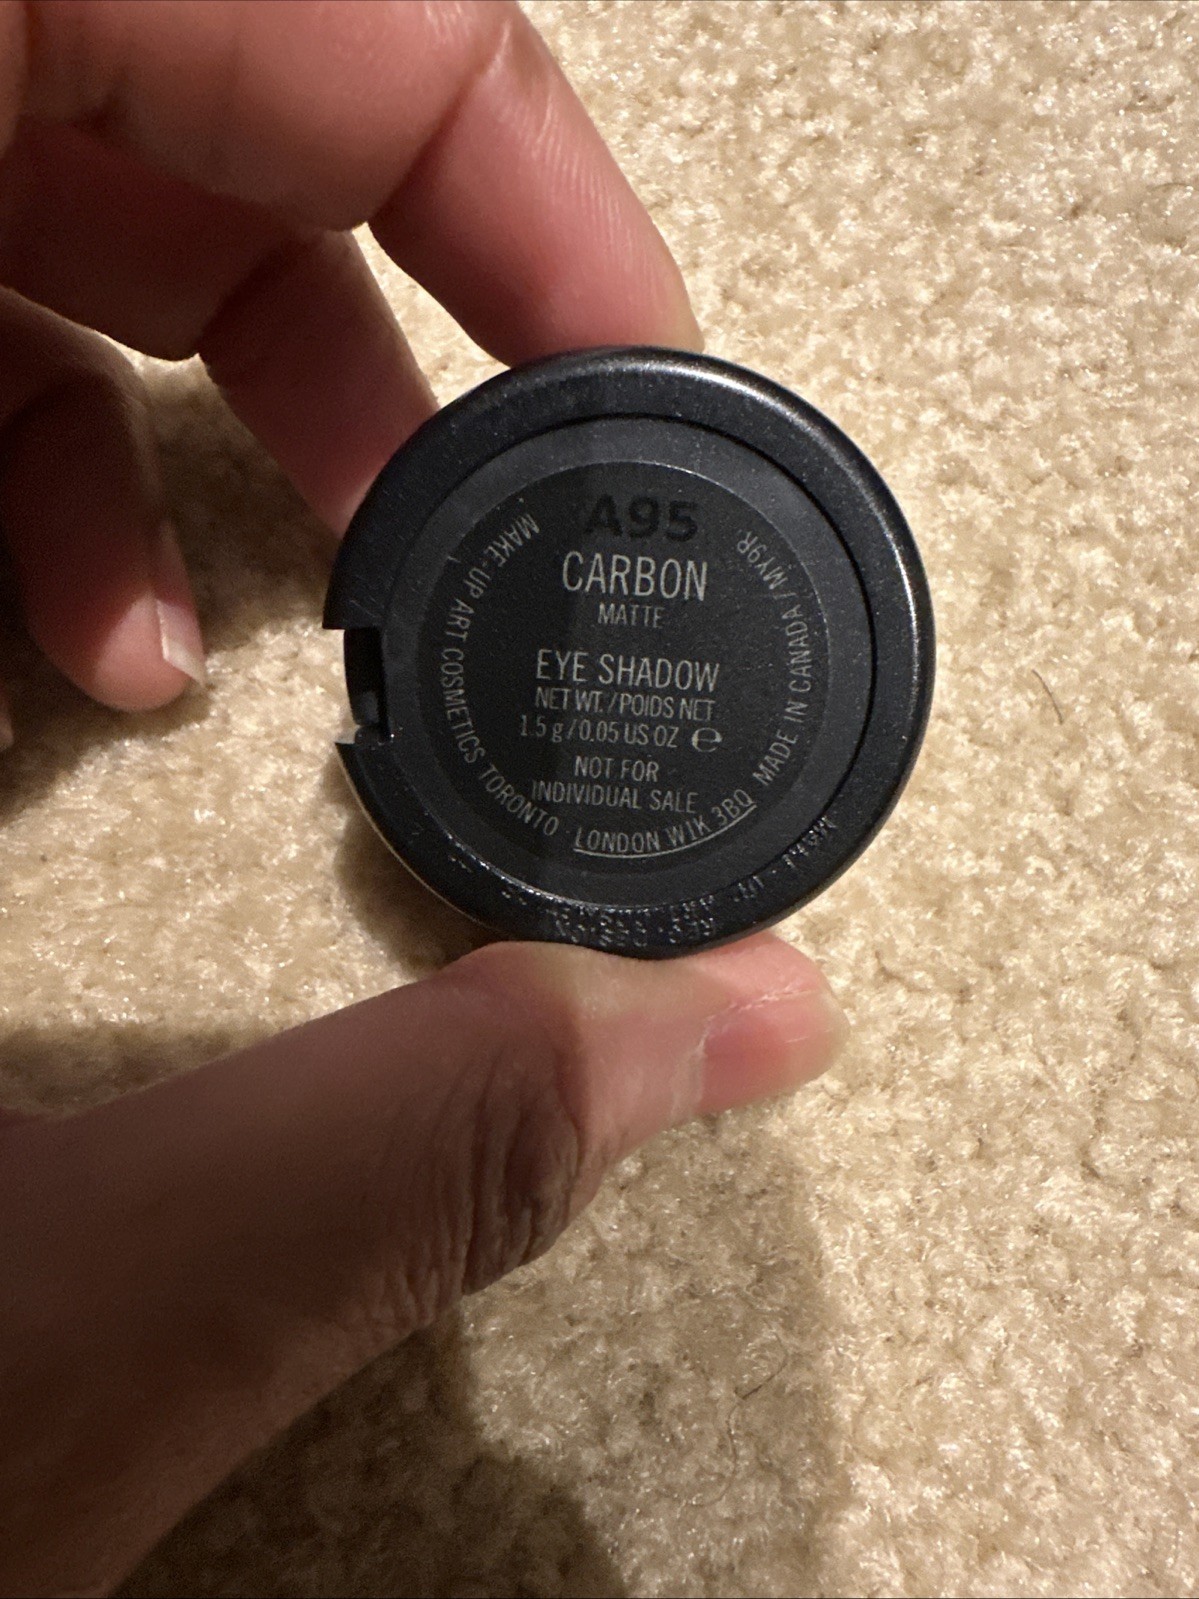 A95
CARBON
MATTE
EYE SHADOW
NET WT./POIDS NET
1.5 g/0.05 US OZ ℮
NOT FOR
INDIVIDUAL SALE
MAKE-UP ART COSMETICS TORONTO · LONDON W1K 3BQ MADE IN CANADA / MY9R